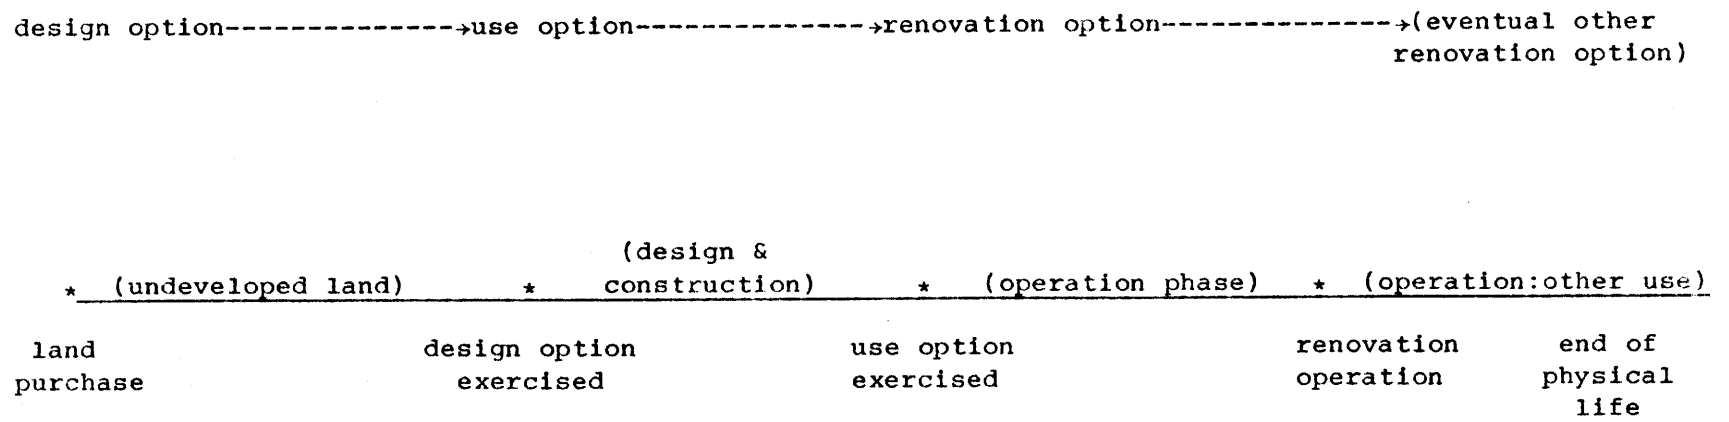 design option--------------→use option--------------→renovation option--------------→(eventual other
renovation option)
(design &
* (undeveloped land) * construction) * (operation phase) * (operation:other use)
land design option use option renovation end of
purchase exercised exercised operation physical
life